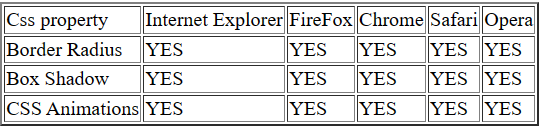 Css property Internet Explorer FireFox Chrome Safari Opera
Border Radius YES YES YES YES YES
Box Shadow YES YES YES YES YES
CSS Animations YES YES YES YES YES